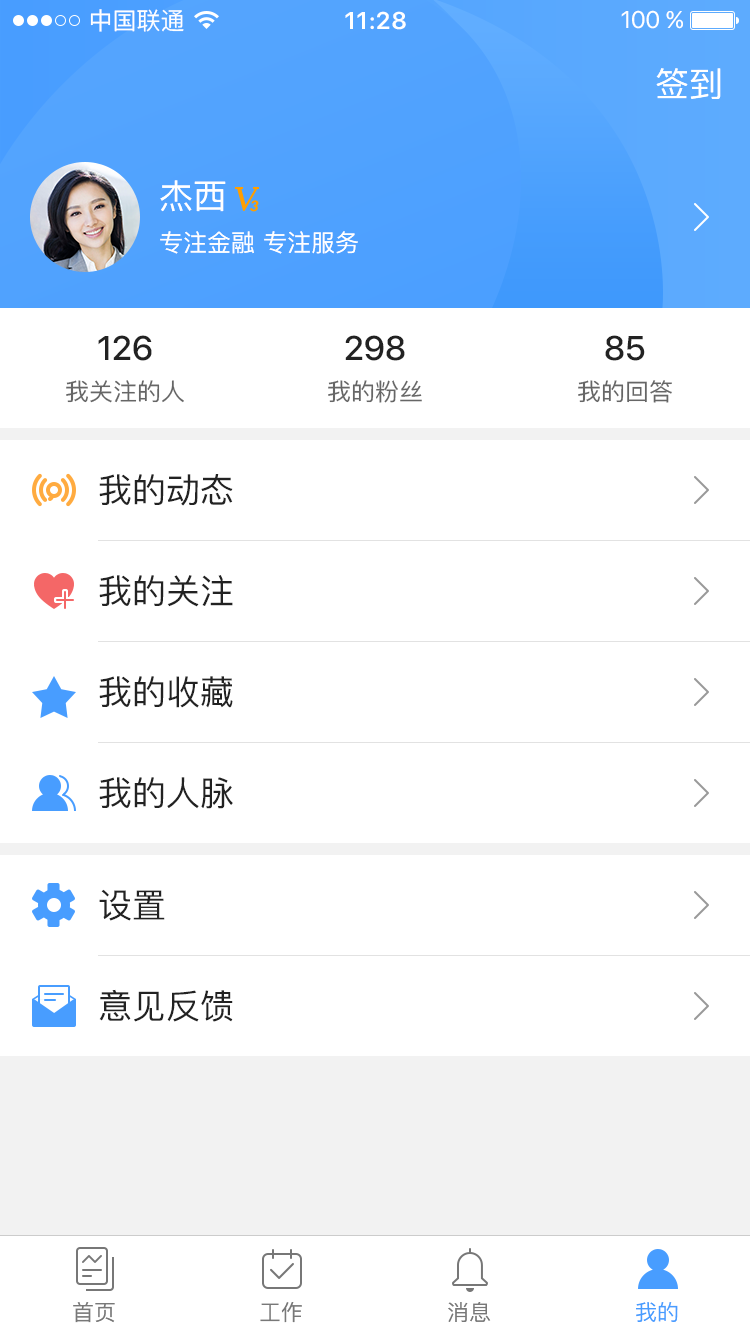 中国联通 11:28 100 %
签到
杰西 V3
专注金融 专注服务
126 298 85
我关注的人 我的粉丝 我的回答
我的动态
我的关注
我的收藏
我的人脉
设置
意见反馈
首页 工作 消息 我的